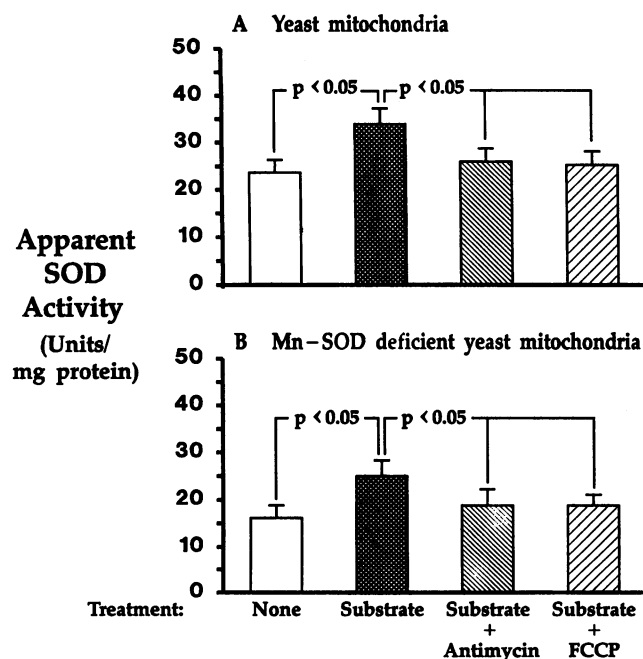 A Yeast mitochondria
50
40
30
20
10
0
p < 0.05 p < 0.05
Apparent
SOD
Activity
(Units/
mg protein)
B Mn-SOD deficient yeast mitochondria
50
40
30
20
10
0
p < 0.05 p < 0.05
Treatment: None Substrate Substrate Substrate
+ +
Antimycin FCCP